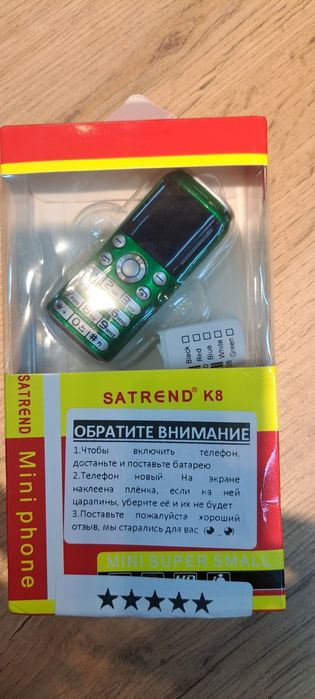 Black
Red
Blue
White
Green
SATREND® K8
SATREND Mini phone
ОБРАТИТЕ ВНИМАНИЕ
1.Чтобы включить телефон,
достаньте и поставьте батарею
2.Телефон новый. На экране
наклеена плёнка, если на ней
царапины, уберите её и их не будет
3.Поставьте пожалуйста хороший
отзыв, мы старались для вас
MINI SUPER SMALL
★★★★★